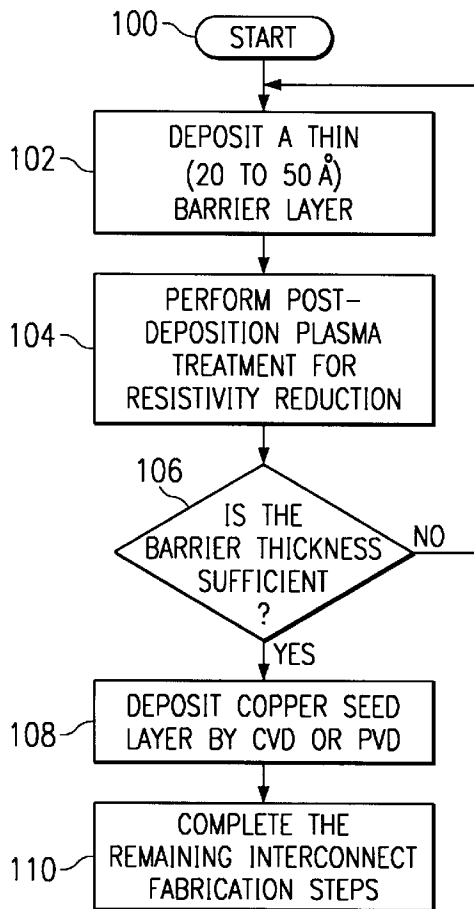 100
START
102
DEPOSIT A THIN
(20 TO 50 Å)
BARRIER LAYER
104
PERFORM POST-
DEPOSITION PLASMA
TREATMENT FOR
RESISTIVITY REDUCTION
106
IS THE
BARRIER THICKNESS
SUFFICIENT
?
NO
YES
108
DEPOSIT COPPER SEED
LAYER BY CVD OR PVD
110
COMPLETE THE
REMAINING INTERCONNECT
FABRICATION STEPS